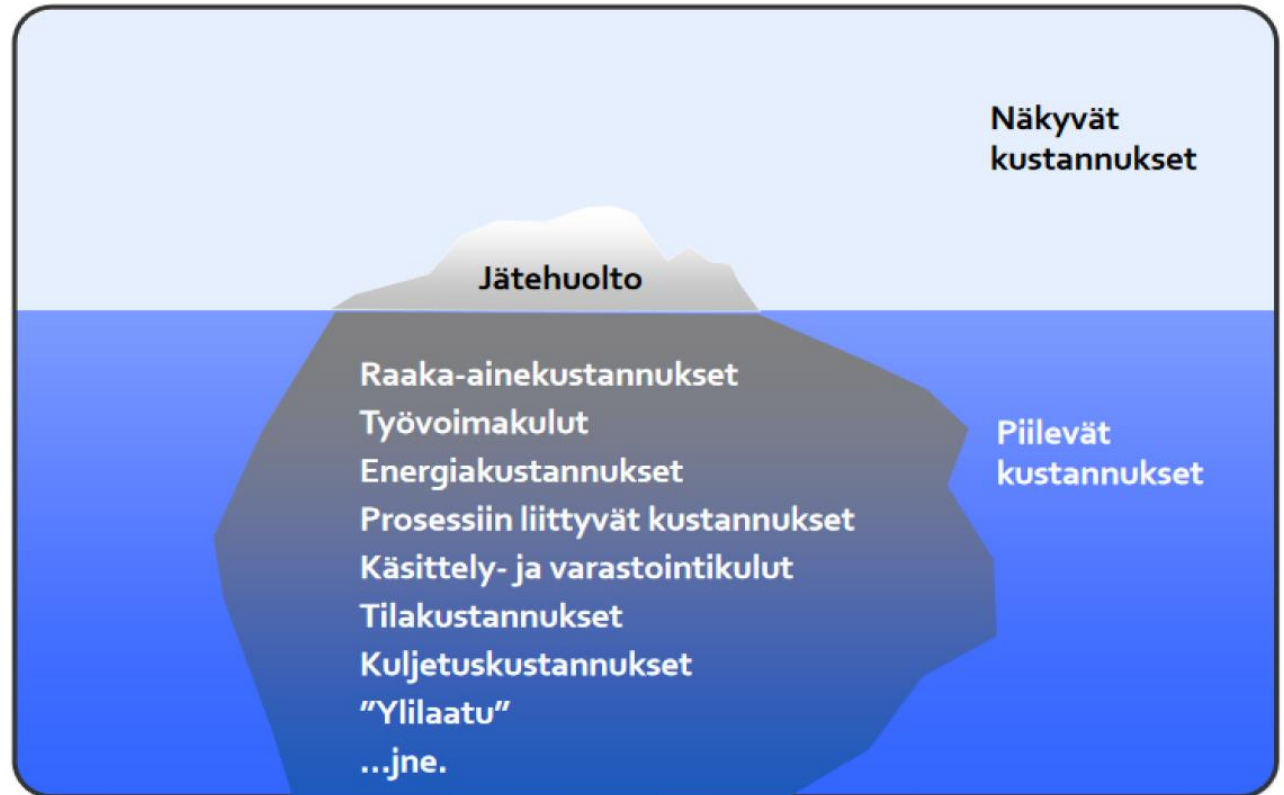 Näkyvät
kustannukset
Jätehuolto
Raaka-ainekustannukset
Työvoimakulut
Energiakustannukset
Prosessiin liittyvät kustannukset
Käsittely- ja varastointikulut
Tilakustannukset
Kuljetuskustannukset
”Ylilaatu”
...jne.
Piilevät
kustannukset